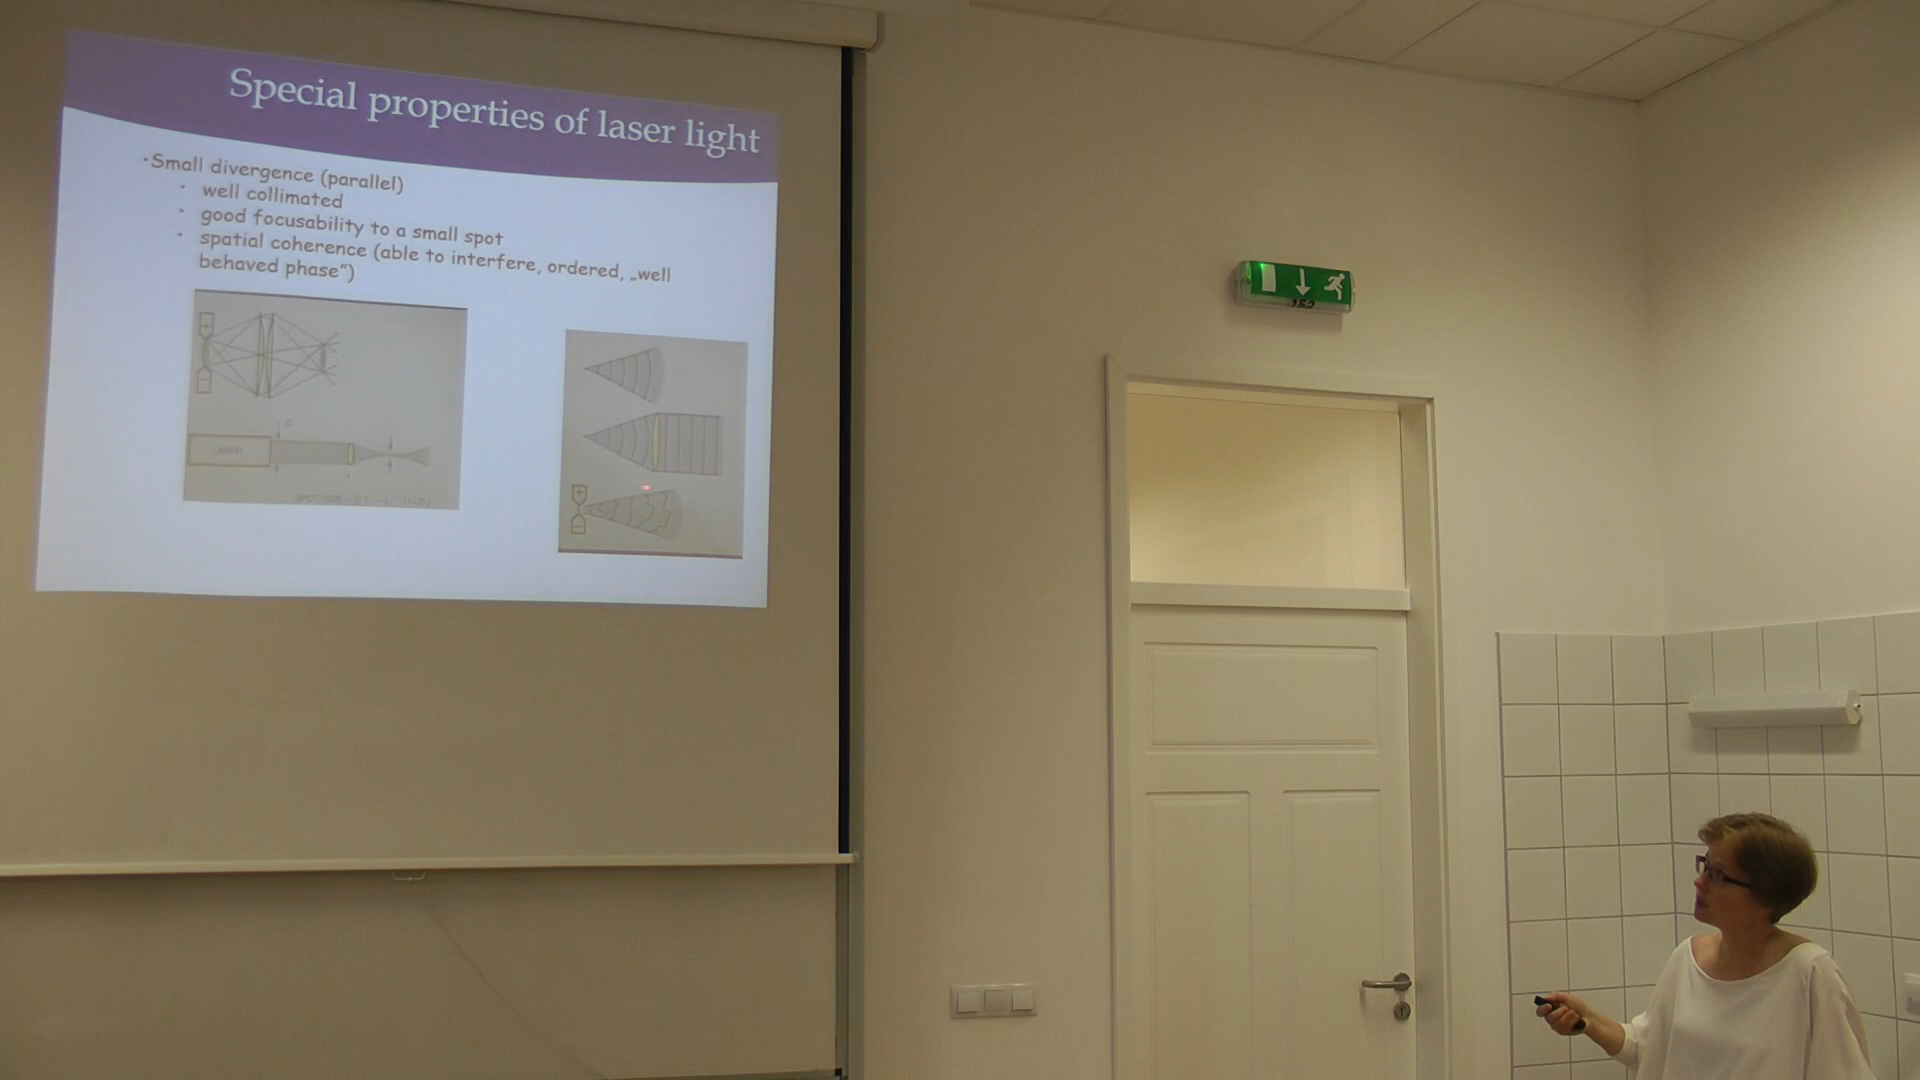 Special properties of laser light
·Small divergence (parallel)
· well collimated
· good focusability to a small spot
· spatial coherence (able to interfere, ordered, „well
behaved phase“)
+
−
LASER
+
−
152